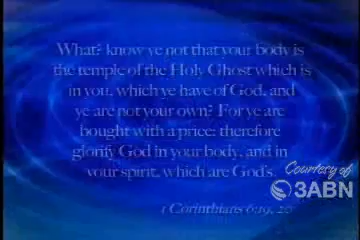 What? know ye not that your body is
the temple of the Holy Ghost which is
in you, which ye have of God, and
ye are not your own? For ye are
bought with a price: therefore
glorify God in your body, and in
your spirit, which are God's.
Courtesy of
3ABN
1 Corinthians 6:19, 20